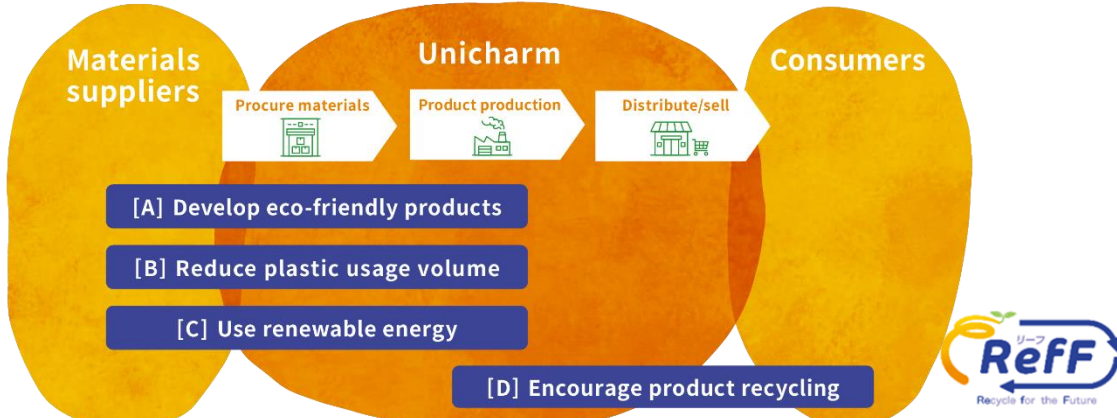 Materials
suppliers
Unicharm
Consumers
Procure materials
Product production
Distribute/sell
[A] Develop eco-friendly products
[B] Reduce plastic usage volume
[C] Use renewable energy
[D] Encourage product recycling
リーフ
RefF
Recycle for the Future